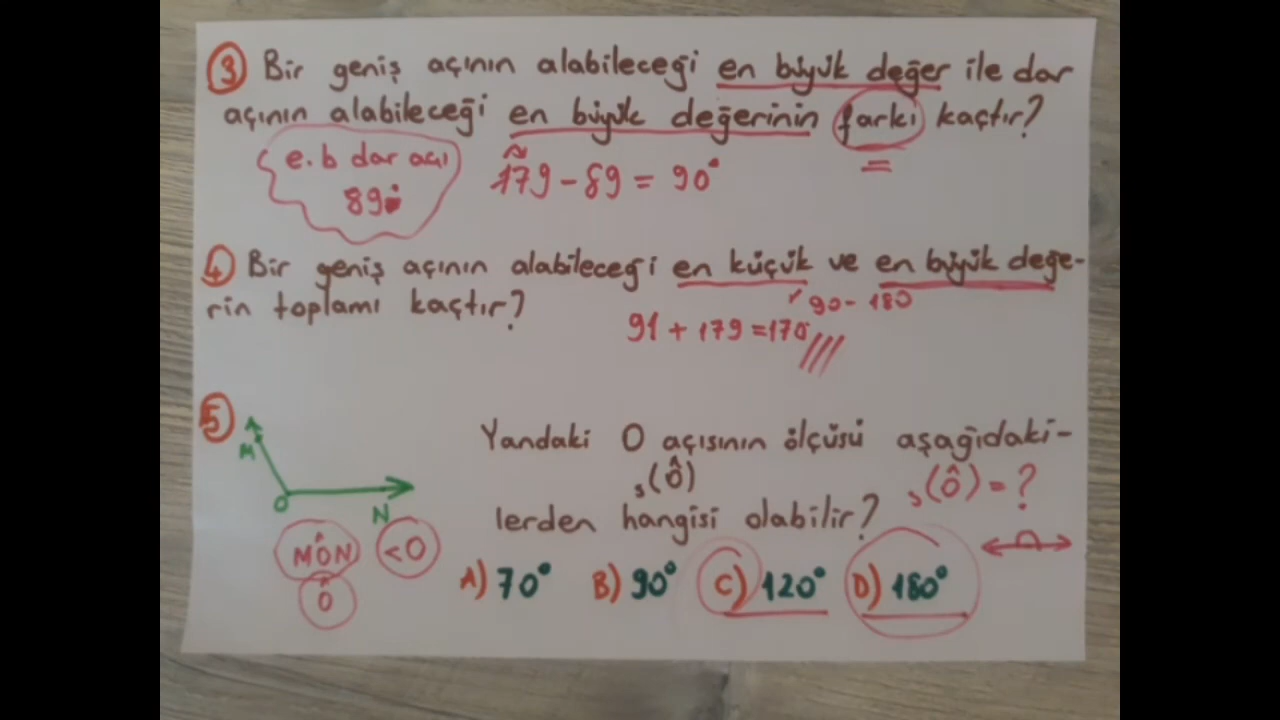 3 Bir geniş açının alabileceği en büyük değer ile dar
açının alabileceği en büyük değerinin farkı kaçtır?
e.b dar açı
89°
179 - 89 = 90°
4 Bir geniş açının alabileceği en küçük ve en büyük değe-
rin toplamı kaçtır?
90 - 180
91 + 179 = 170
5
M
O
N
MÔN
<O
Ô
Yandaki O açısının ölçüsü aşağıdaki-
s(Ô)
s(Ô) = ?
lerden hangisi olabilir?
A) 70° B) 90° C) 120° D) 180°